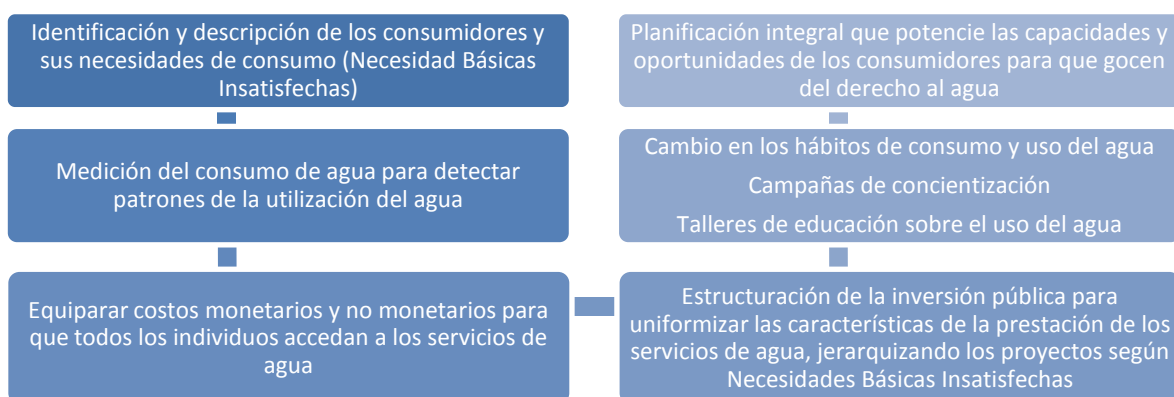 Identificación y descripción de los consumidores y
sus necesidades de consumo (Necesidad Básicas
Insatisfechas)
Medición del consumo de agua para detectar
patrones de la utilización del agua
Equiparar costos monetarios y no monetarios para
que todos los individuos accedan a los servicios de
agua
Estructuración de la inversión pública para
uniformizar las características de la prestación de los
servicios de agua, jerarquizando los proyectos según
Necesidades Básicas Insatisfechas
Cambio en los hábitos de consumo y uso del agua
Campañas de concientización
Talleres de educación sobre el uso del agua
Planificación integral que potencie las capacidades y
oportunidades de los consumidores para que gocen
del derecho al agua